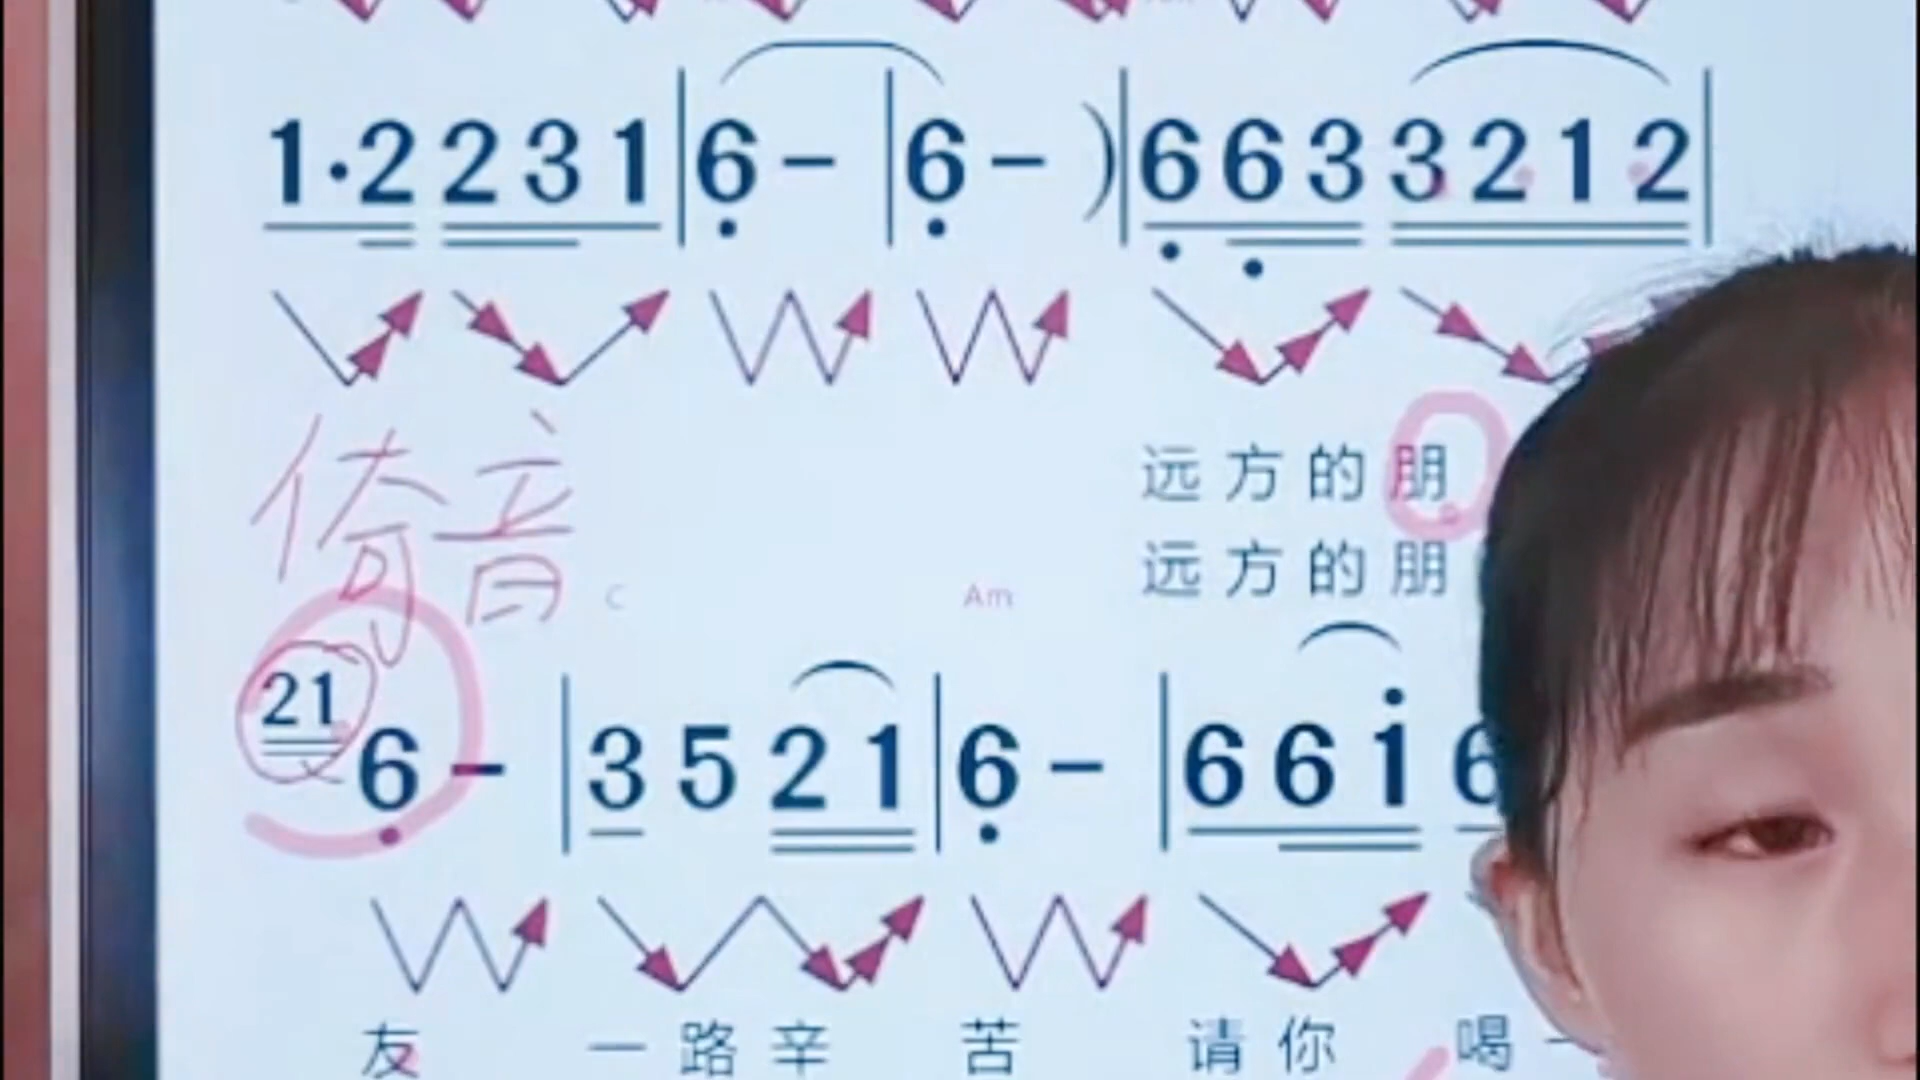 1·2 2 3 1 | 6 - | 6 - ) | 6 6 3 3 2 1 2 |
倚音
远方的朋
远方的朋
C Am
21 6 - | 3 5 2 1 | 6 - | 6 6 i 6
友 一路辛 苦 请你 喝